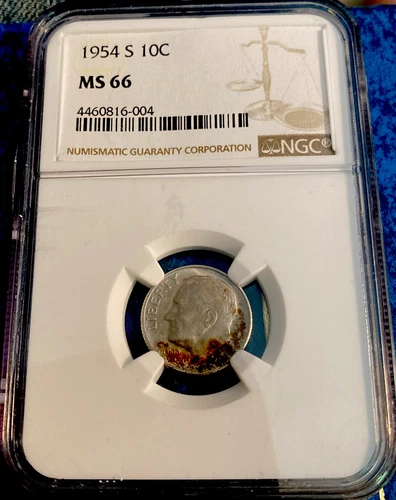 1954 S 10C
MS 66
4460816-004
NUMISMATIC GUARANTY CORPORATION NGC®
LIBERTY